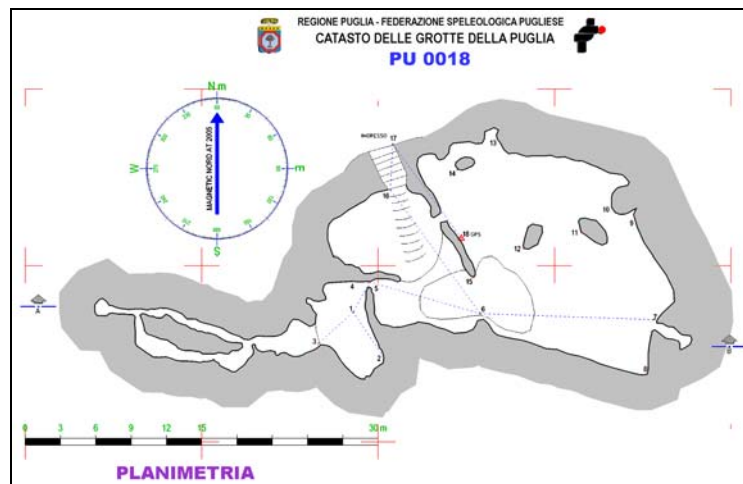 REGIONE PUGLIA - FEDERAZIONE SPELEOLOGICA PUGLIESE
CATASTO DELLE GROTTE DELLA PUGLIA
PU 0018
N.m
MAGNETIC NORD AT 2005
W
m
S
INGRESSO
17
13
14
16
10
9
18 GPS
12
11
15
4
5
1
6
7
3
2
8
A
B
0 3 6 9 12 15 30 m
PLANIMETRIA